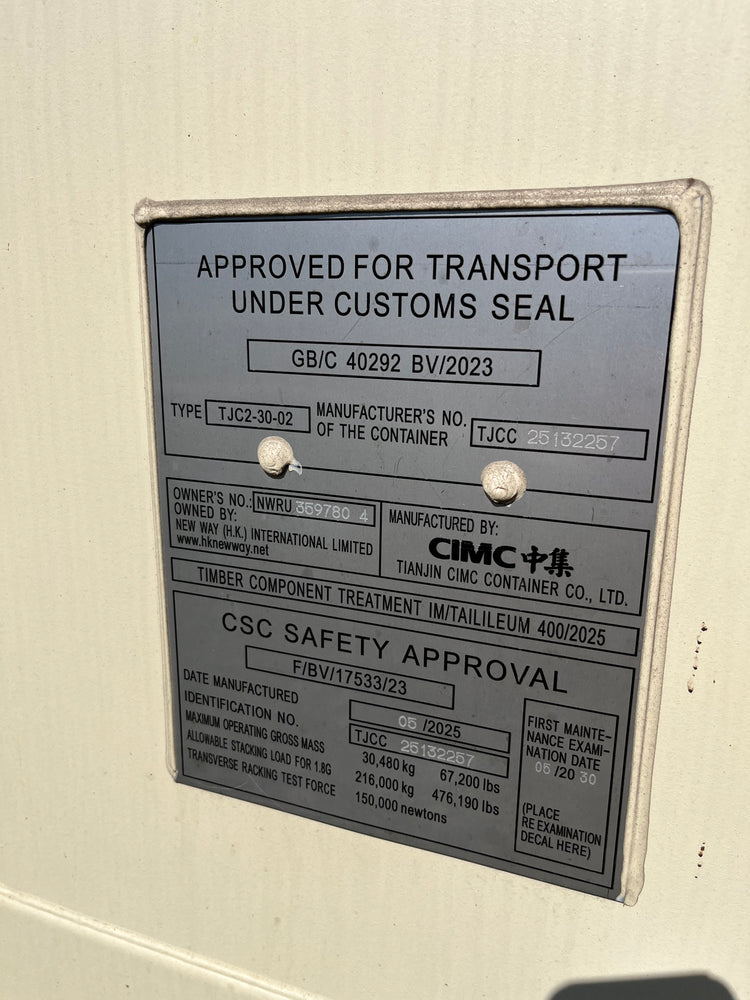 APPROVED FOR TRANSPORT
UNDER CUSTOMS SEAL
GB/C 40292 BV/2023
TYPE TJC2-30-02
MANUFACTURER'S NO.
OF THE CONTAINER
TJCC 25132257
OWNER'S NO.: NWRU 359780 4
OWNED BY:
NEW WAY (H.K.) INTERNATIONAL LIMITED
www.hknewway.net
MANUFACTURED BY:
CIMC 中集
TIANJIN CIMC CONTAINER CO., LTD.
TIMBER COMPONENT TREATMENT IM/TAILILEUM 400/2025
CSC SAFETY APPROVAL
F/BV/17533/23
DATE MANUFACTURED 05 /2025
IDENTIFICATION NO. TJCC 25132257
MAXIMUM OPERATING GROSS MASS 30,480 kg 67,200 lbs
ALLOWABLE STACKING LOAD FOR 1.8G 216,000 kg 476,190 lbs
TRANSVERSE RACKING TEST FORCE 150,000 newtons
FIRST MAINTE-
NANCE EXAMI-
NATION DATE
05 /20 30
(PLACE
RE EXAMINATION
DECAL HERE)